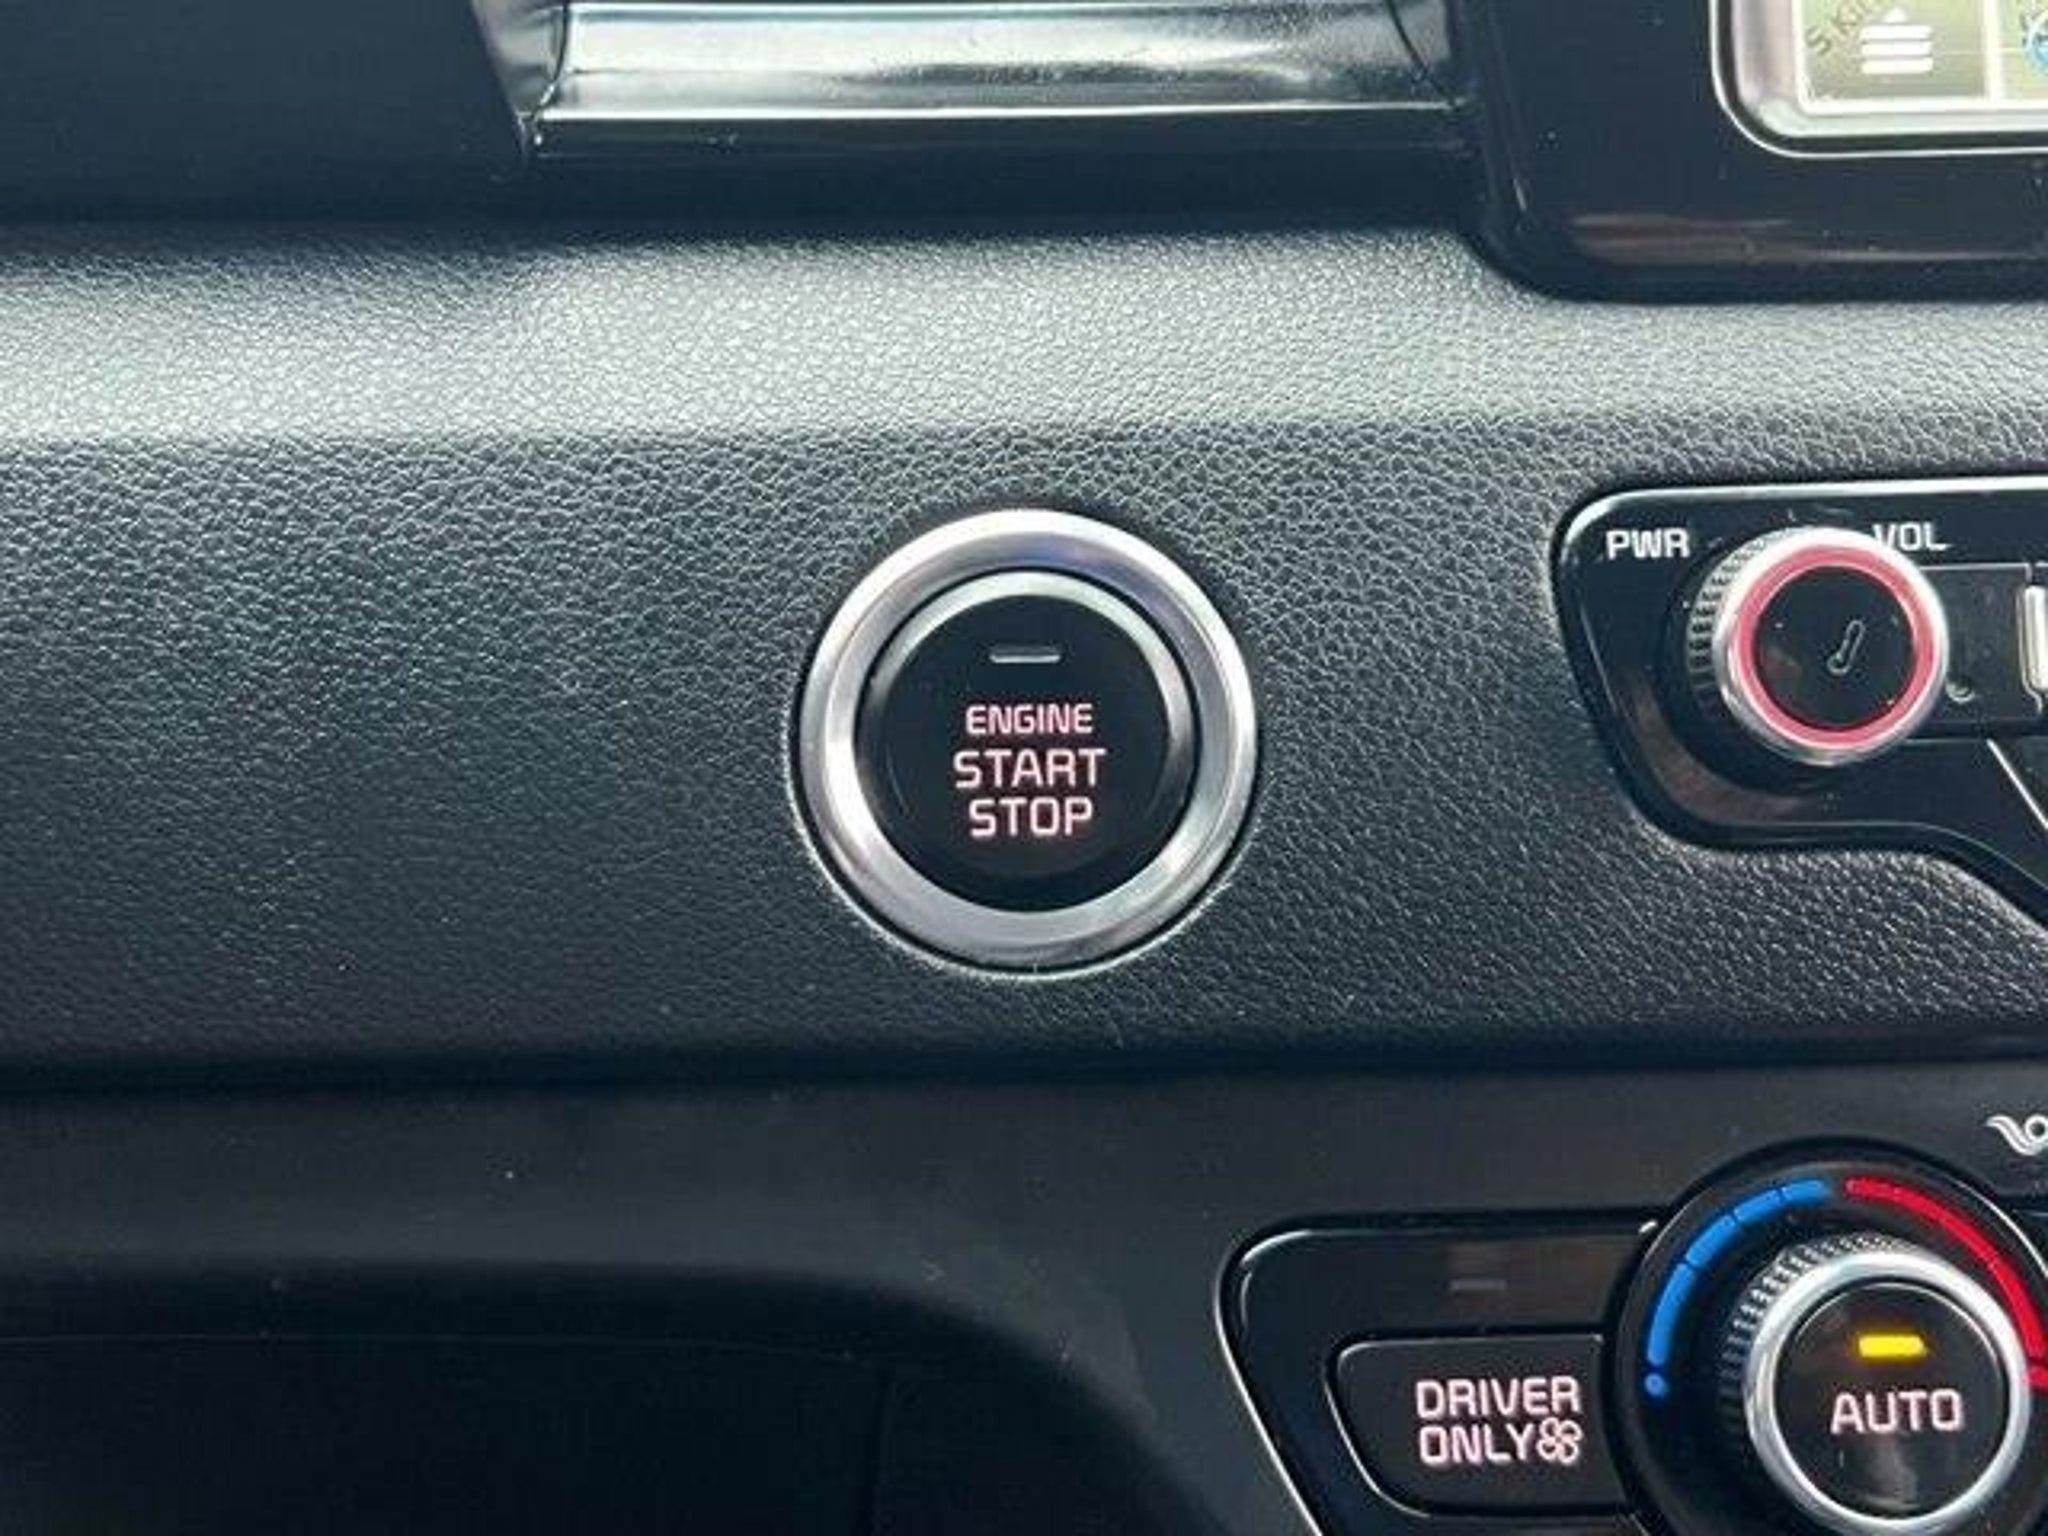 PWR
VOL
ENGINE
START
STOP
DRIVER
ONLY
AUTO